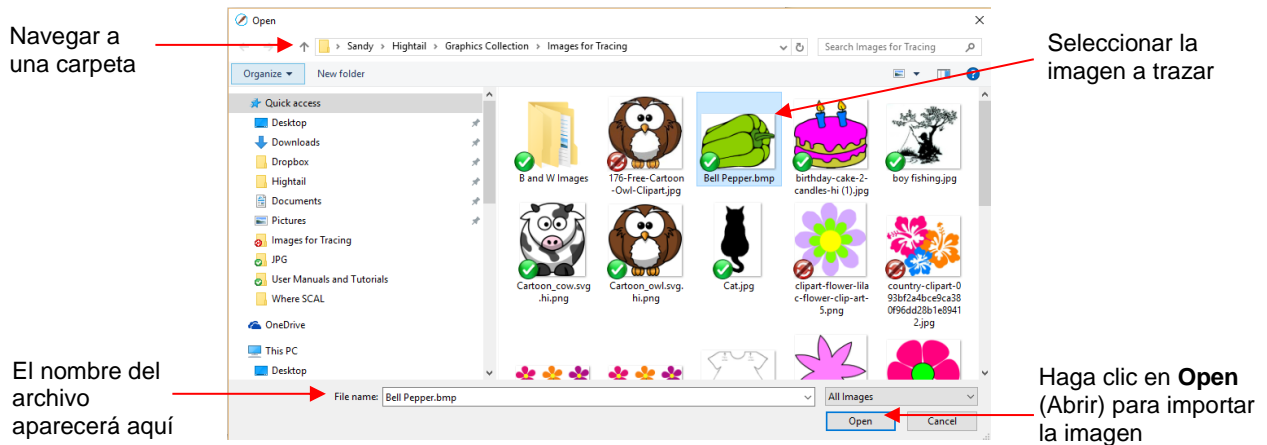 Open
Navegar a
una carpeta
Sandy > Hightail > Graphics Collection > Images for Tracing
Search Images for Tracing
Seleccionar la
imagen a trazar
Organize
New folder
Quick access
Desktop
Downloads
Dropbox
Hightail
Documents
Pictures
Images for Tracing
JPG
User Manuals and Tutorials
Where SCAL
OneDrive
This PC
Desktop
B and W Images
176-Free-Cartoon
-Owl-Clipart.jpg
Bell Pepper.bmp
birthday-cake-2-
candles-hi (1).jpg
boy fishing.jpg
Cartoon_cow.svg
.hi.png
Cartoon_owl.svg.
hi.png
Cat.jpg
clipart-flower-lila
c-flower-clip-art-
5.png
country-clipart-0
93bf2a4bce9ca38
0f96dd28b1e8941
2.jpg
El nombre del
archivo
aparecerá aquí
File name: Bell Pepper.bmp
All Images
Open
Cancel
Haga clic en Open
(Abrir) para importar
la imagen